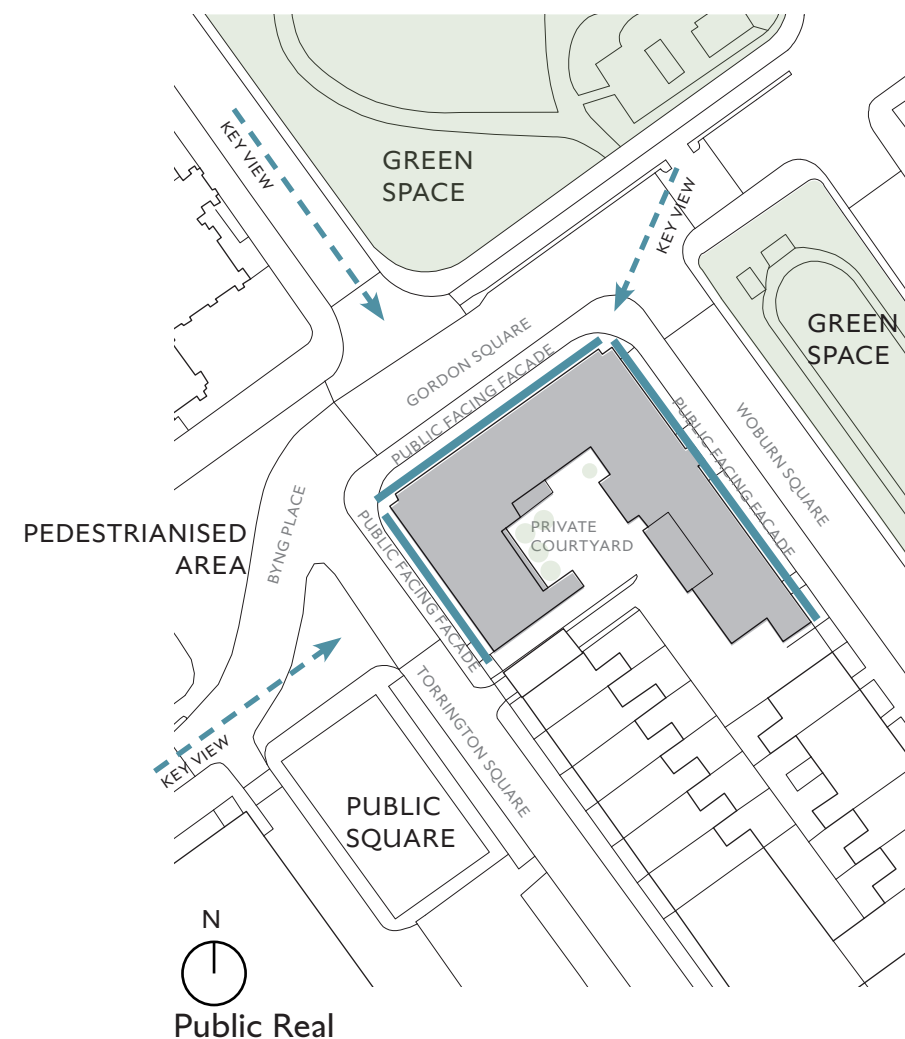 KEY VIEW
GREEN
SPACE
KEY VIEW
GREEN
SPACE
GORDON SQUARE
PUBLIC FACING FACADE
PUBLIC FACING FACADE
WOBURN SQUARE
PEDESTRIANISED
AREA
BYNG PLACE
PUBLIC FACING FACADE
PRIVATE
COURTYARD
TORRINGTON SQUARE
KEY VIEW
PUBLIC
SQUARE
N
Public Real